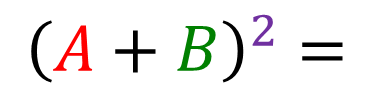 (A + B)² =